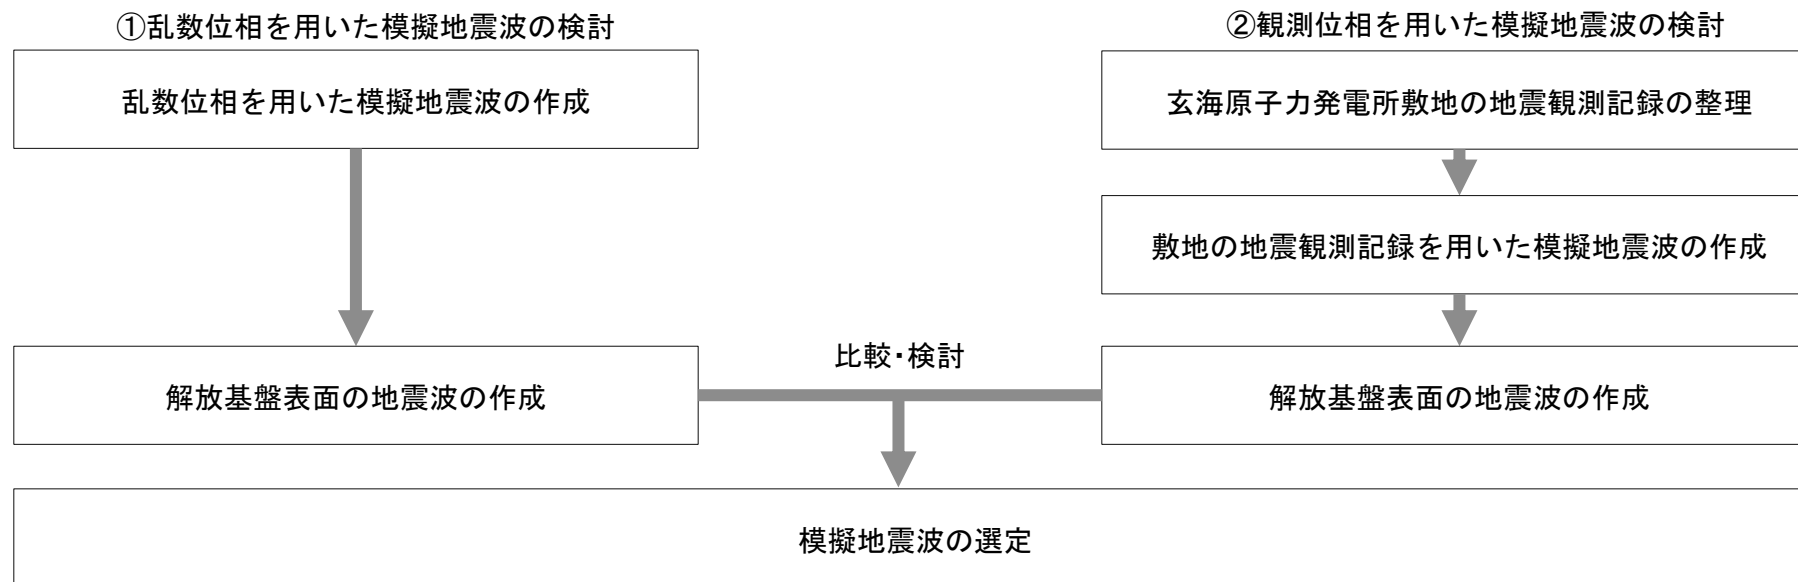 ①乱数位相を用いた模擬地震波の検討
乱数位相を用いた模擬地震波の作成
解放基盤表面の地震波の作成
②観測位相を用いた模擬地震波の検討
玄海原子力発電所敷地の地震観測記録の整理
敷地の地震観測記録を用いた模擬地震波の作成
解放基盤表面の地震波の作成
比較・検討
模擬地震波の選定